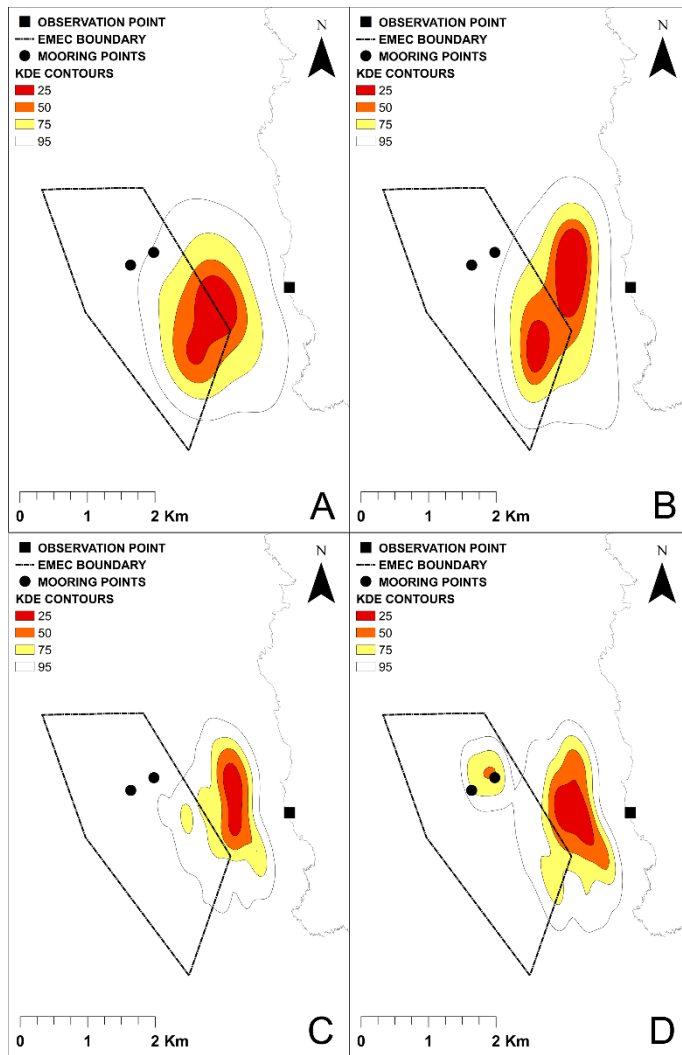 OBSERVATION POINT
EMEC BOUNDARY
MOORING POINTS
KDE CONTOURS
25
50
75
95
N
0 1 2 Km
A
OBSERVATION POINT
EMEC BOUNDARY
MOORING POINTS
KDE CONTOURS
25
50
75
95
N
0 1 2 Km
B
OBSERVATION POINT
EMEC BOUNDARY
MOORING POINTS
KDE CONTOURS
25
50
75
95
N
0 1 2 Km
C
OBSERVATION POINT
EMEC BOUNDARY
MOORING POINTS
KDE CONTOURS
25
50
75
95
N
0 1 2 Km
D